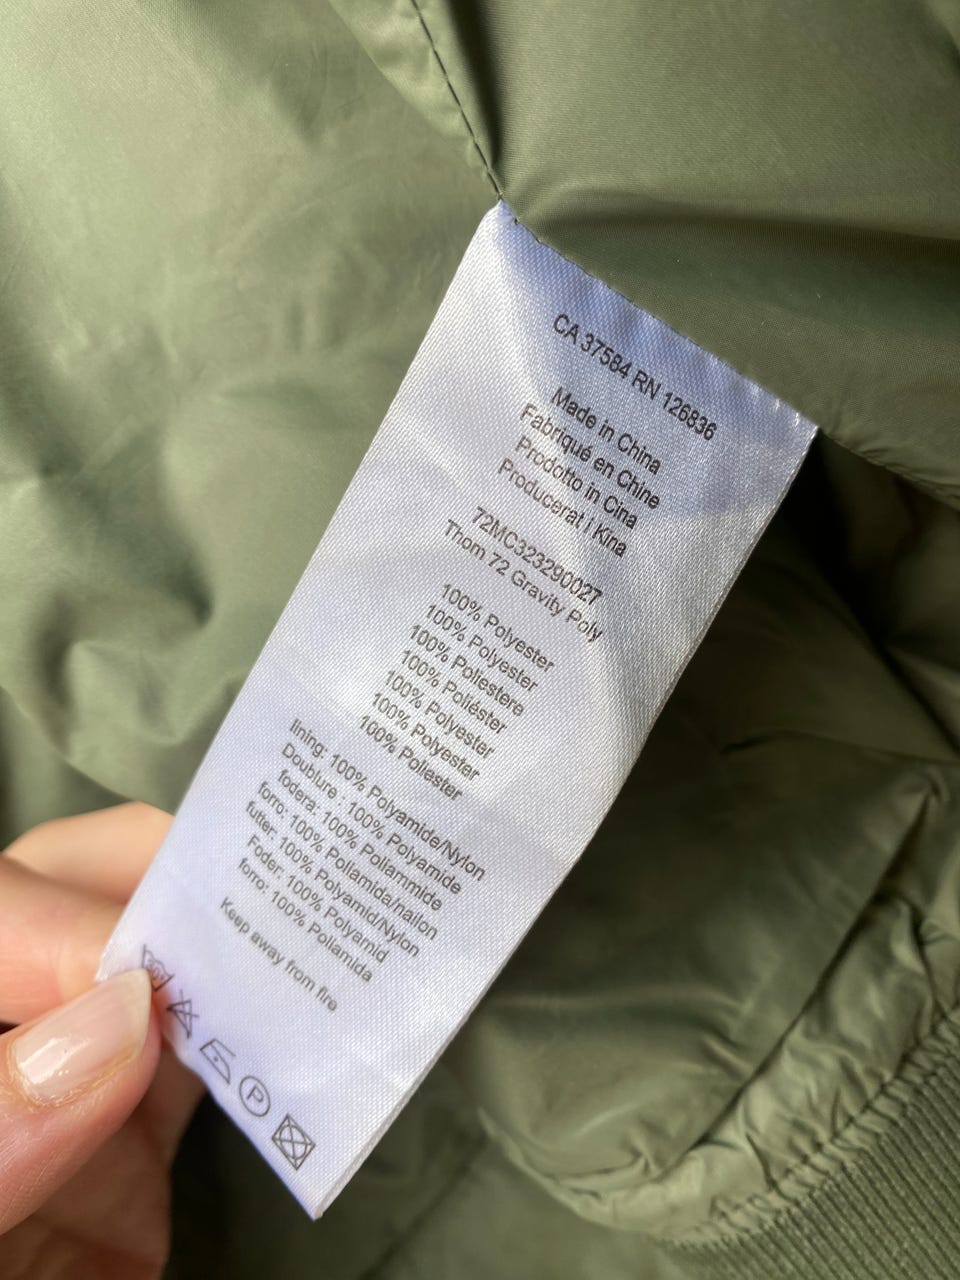 CA 37584 RN 126836
Made in China
Fabriqué en Chine
Prodotto in Cina
Producerat i Kina
72MC323290027
Thom 72 Gravity Poly
100% Polyester
100% Polyester
100% Poliestere
100% Poliéster
100% Polyester
100% Polyester
100% Poliester
lining: 100% Polyamide/Nylon
Doublure : 100% Polyamide
fodera: 100% Poliammide
forro: 100% Poliamida/nailon
futter: 100% Polyamid/Nylon
Foder: 100% Polyamid
forro: 100% Poliamida
Keep away from fire
P